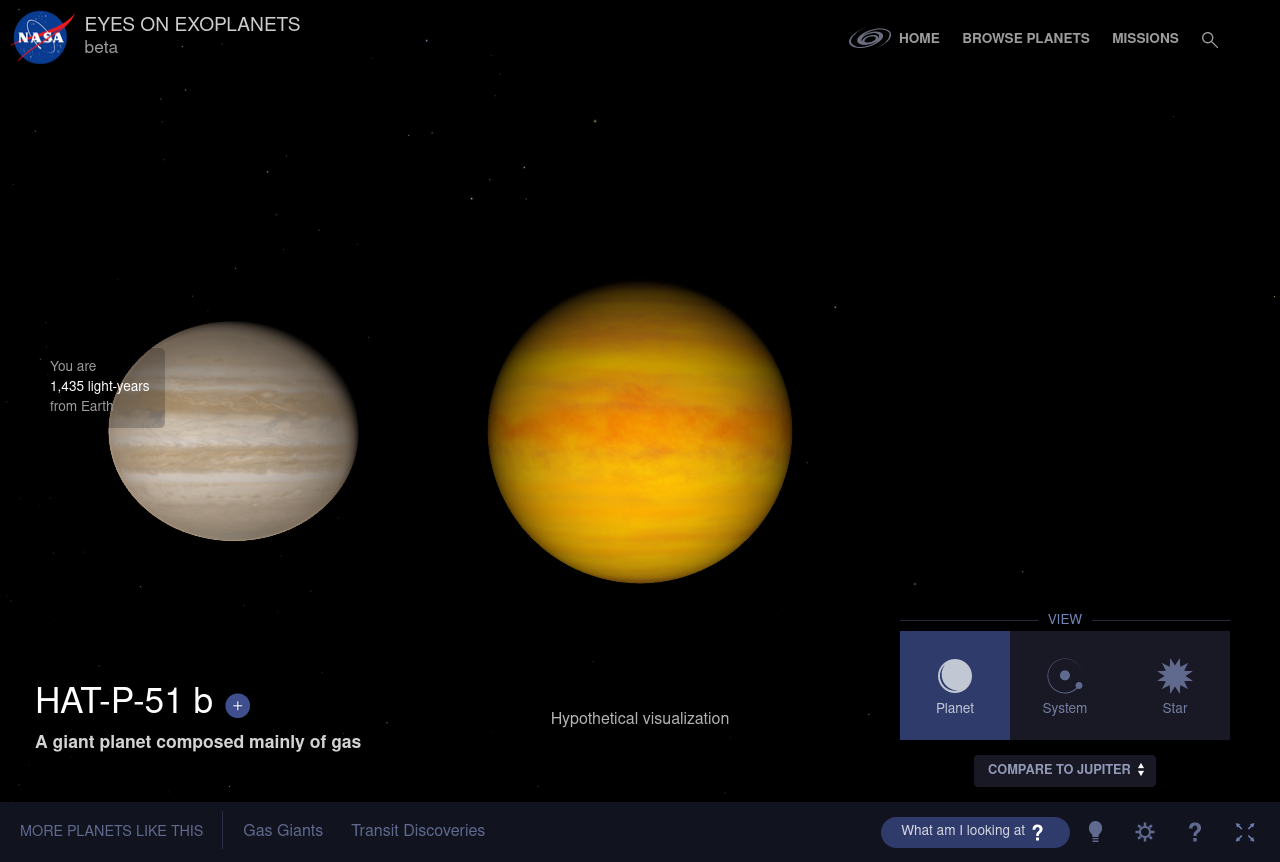 NASA
EYES ON EXOPLANETS
beta
HOME
BROWSE PLANETS
MISSIONS
You are
1,435 light-years
from Earth
VIEW
Planet
System
Star
HAT-P-51 b +
A giant planet composed mainly of gas
Hypothetical visualization
COMPARE TO JUPITER
MORE PLANETS LIKE THIS
Gas Giants
Transit Discoveries
What am I looking at ?
?